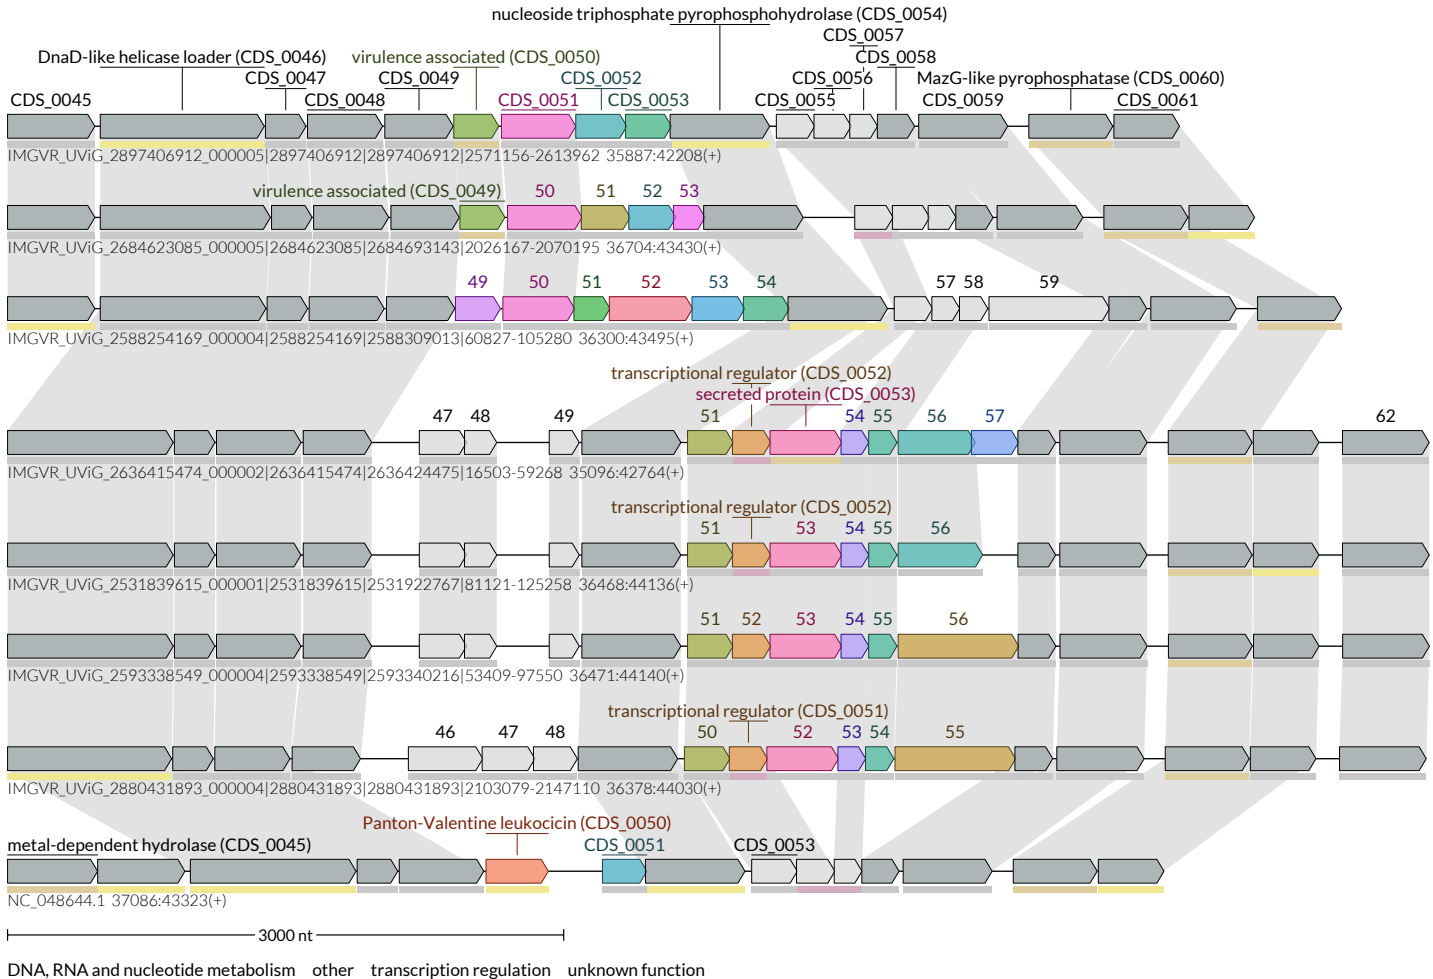 nucleoside triphosphate pyrophosphohydrolase (CDS_0054)
CDS_0057
DnaD-like helicase loader (CDS_0046) virulence associated (CDS_0050) CDS_0058
CDS_0047 CDS_0049 CDS_0052 CDS_0056 MazG-like pyrophosphatase (CDS_0060)
CDS_0045 CDS_0048 CDS_0051 CDS_0053 CDS_0055 CDS_0059 CDS_0061
IMGVR_UViG_2897406912_000005|2897406912|2897406912|2571156-2613962 35887:42208(+)
virulence associated (CDS_0049) 50 51 52 53
IMGVR_UViG_2684623085_000005|2684623085|2684693143|2026167-2070195 36704:43430(+)
49 50 51 52 53 54 57 58 59
IMGVR_UViG_2588254169_000004|2588254169|2588309013|60827-105280 36300:43495(+)
transcriptional regulator (CDS_0052)
secreted protein (CDS_0053)
47 48 49 51 54 55 56 57 62
IMGVR_UViG_2636415474_000002|2636415474|2636424475|16503-59268 35096:42764(+)
transcriptional regulator (CDS_0052)
51 53 54 55 56
IMGVR_UViG_2531839615_000001|2531839615|2531922767|81121-125258 36468:44136(+)
51 52 53 54 55 56
IMGVR_UViG_2593338549_000004|2593338549|2593340216|53409-97550 36471:44140(+)
transcriptional regulator (CDS_0051)
46 47 48 50 52 53 54 55
IMGVR_UViG_2880431893_000004|2880431893|2880431893|2103079-2147110 36378:44030(+)
Panton-Valentine leukocicin (CDS_0050)
metal-dependent hydrolase (CDS_0045) CDS_0051 CDS_0053
NC_048644.1 37086:43323(+)
3000 nt
DNA, RNA and nucleotide metabolism other transcription regulation unknown function